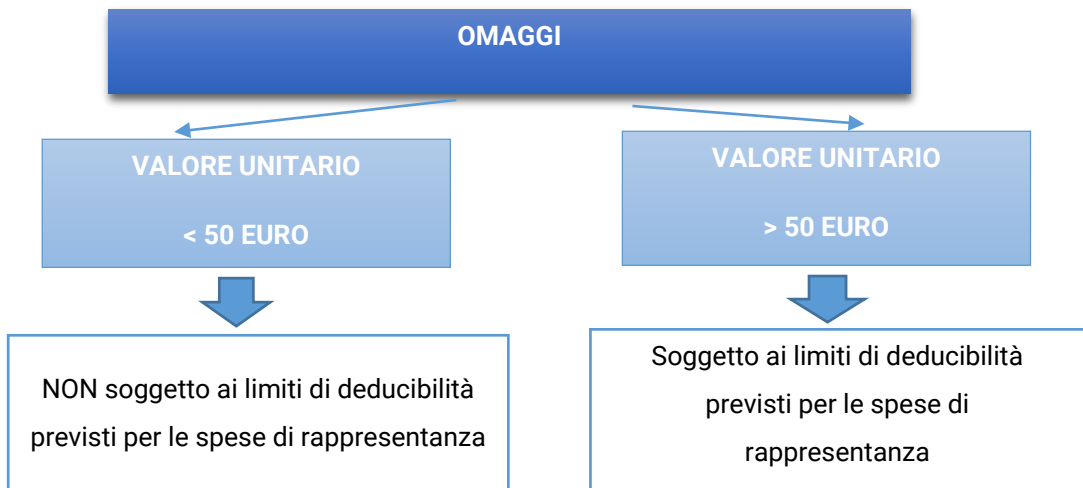 OMAGGI
VALORE UNITARIO
< 50 EURO
VALORE UNITARIO
> 50 EURO
NON soggetto ai limiti di deducibilità
previsti per le spese di rappresentanza
Soggetto ai limiti di deducibilità
previsti per le spese di
rappresentanza